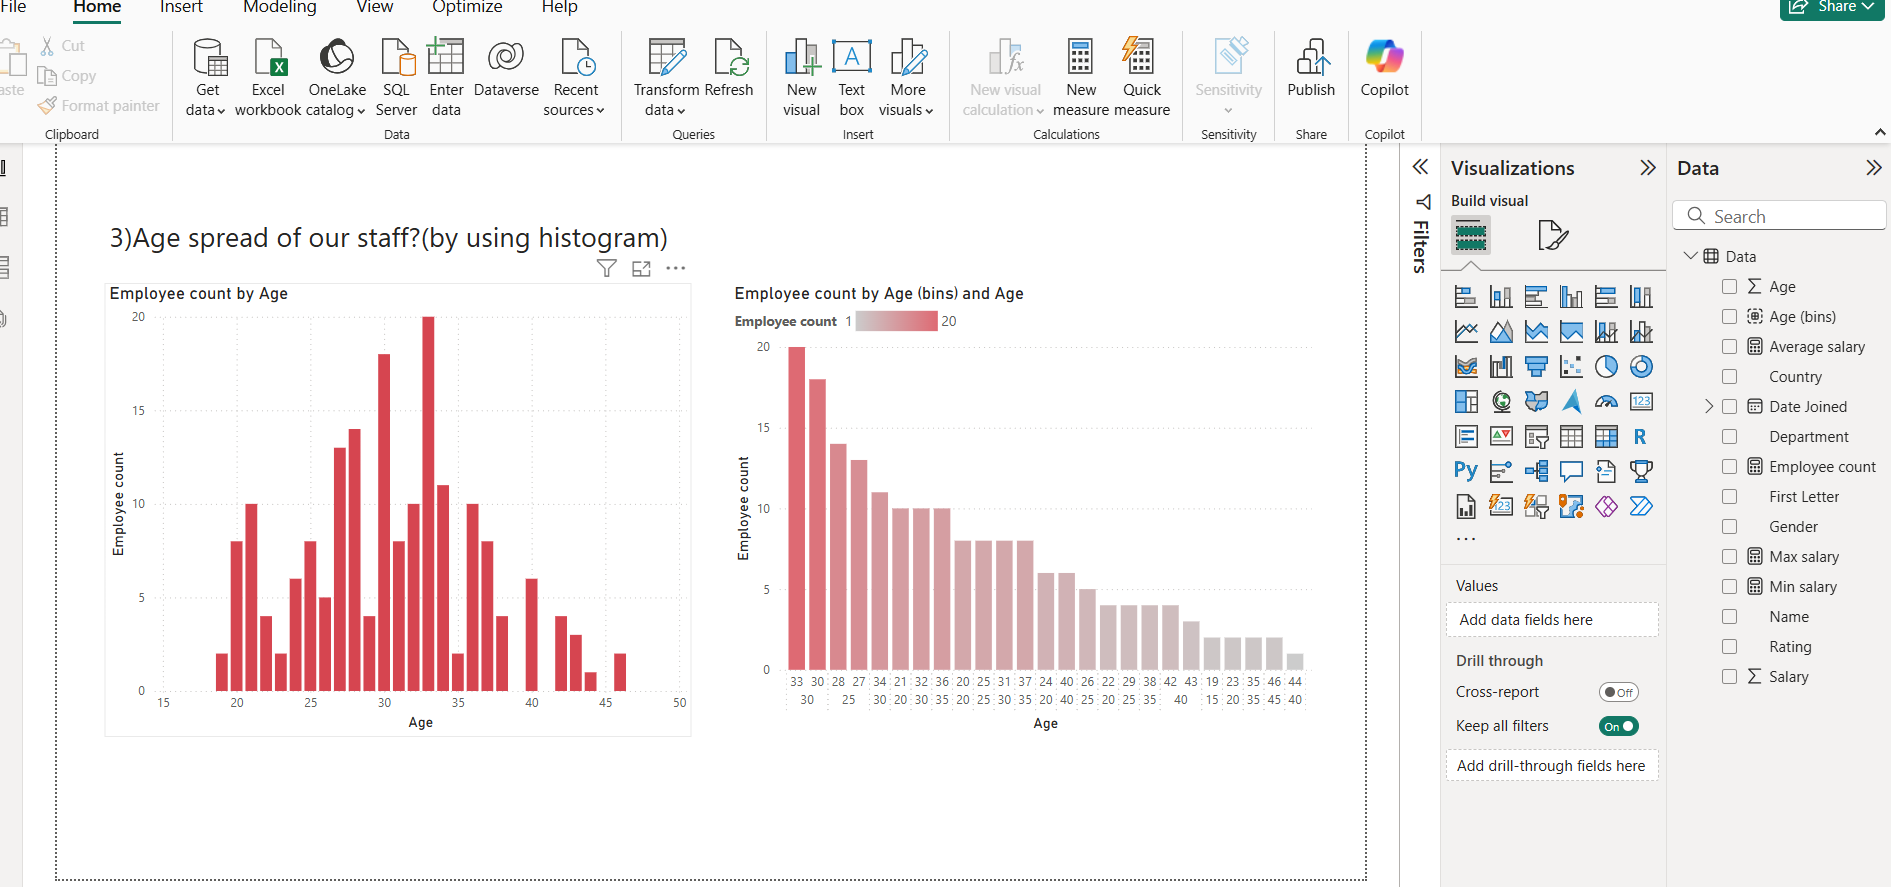 File Home Insert Modeling View Optimize Help Share
Cut
Copy
Format painter
Clipboard
Get data
Excel workbook
OneLake catalog
SQL Server
Enter data
Dataverse
Recent sources
Data
Transform data
Refresh
Queries
New visual
Text box
More visuals
Insert
New visual calculation
New measure
Quick measure
Calculations
Sensitivity
Sensitivity
Publish
Share
Copilot
Copilot
3)Age spread of our staff?(by using histogram)
Employee count by Age
20
15
10
5
0
Employee count
15 20 25 30 35 40 45 50
Age
Employee count by Age (bins) and Age
Employee count 1 20
20
15
10
5
0
Employee count
33 30 28 27 34 21 32 36 20 25 31 37 24 40 26 22 29 38 42 43 19 23 35 46 44
30 25 30 20 30 35 20 25 30 35 20 40 25 20 25 35 40 15 20 35 45 40
Age
Filters
Visualizations
Build visual
123
R
Py
123
...
Values
Add data fields here
Drill through
Cross-report Off
Keep all filters On
Add drill-through fields here
Data
Search
Data
Age
Age (bins)
Average salary
Country
Date Joined
Department
Employee count
First Letter
Gender
Max salary
Min salary
Name
Rating
Salary